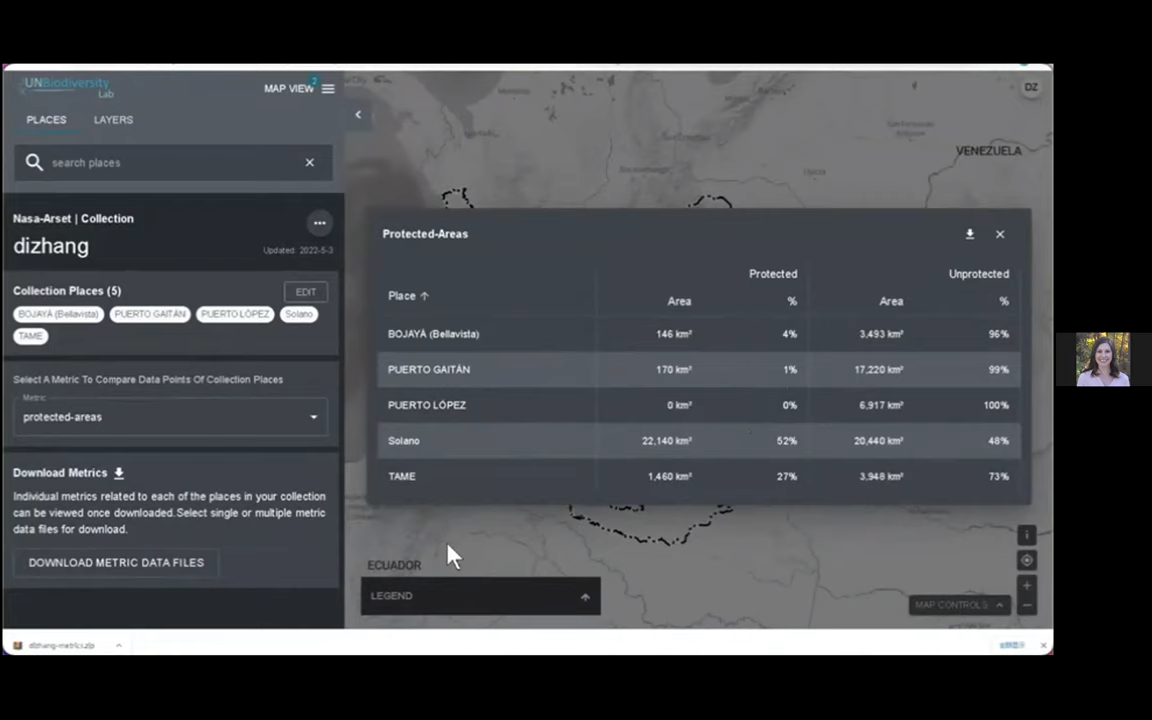 UNBiodiversity
Lab
MAP VIEW 2
PLACES LAYERS
search places
Nasa-Arset | Collection
dizhang
Updated: 2022-5-3
Collection Places (5)
EDIT
BOJAYÁ (Bellavista) PUERTO GAITÁN PUERTO LÓPEZ Solano
TAME
Select A Metric To Compare Data Points Of Collection Places
Metric
protected-areas
Download Metrics
Individual metrics related to each of the places in your collection
can be viewed once downloaded.Select single or multiple metric
data files for download.
DOWNLOAD METRIC DATA FILES
DZ
VENEZUELA
Protected-Areas
Protected Unprotected
Place Area % Area %
BOJAYÁ (Bellavista) 146 km² 4% 3,493 km² 96%
PUERTO GAITÁN 170 km² 1% 17,220 km² 99%
PUERTO LÓPEZ 0 km² 0% 6,917 km² 100%
Solano 22,140 km² 52% 20,440 km² 48%
TAME 1,460 km² 27% 3,948 km² 73%
ECUADOR
LEGEND
i
MAP CONTROLS
dizhang-metrics.zip